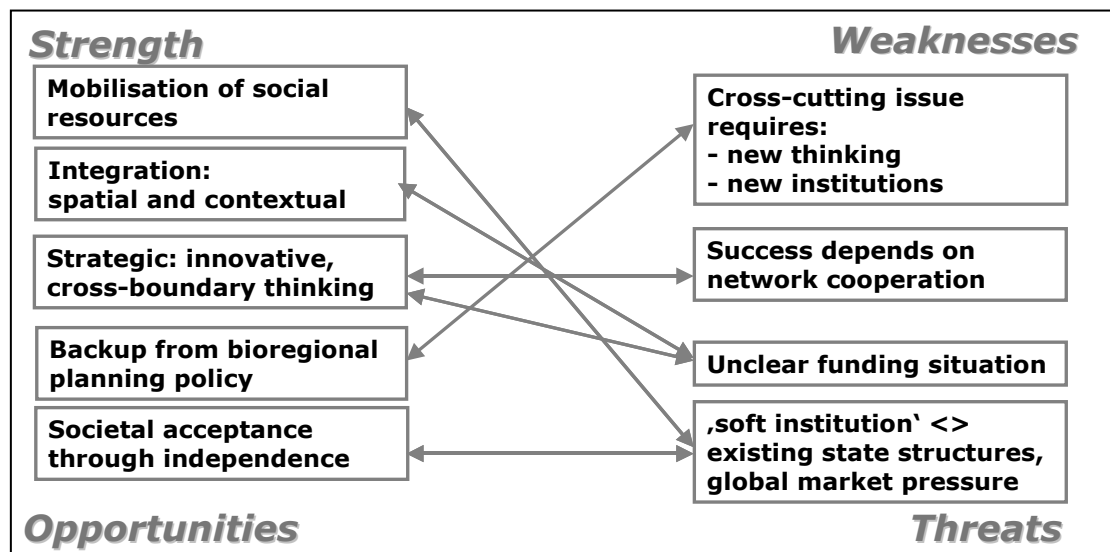 Strength
Weaknesses
Mobilisation of social
resources
Integration:
spatial and contextual
Strategic: innovative,
cross-boundary thinking
Backup from bioregional
planning policy
Societal acceptance
through independence
Cross-cutting issue
requires:
- new thinking
- new institutions
Success depends on
network cooperation
Unclear funding situation
‚soft institution‘ <>
existing state structures,
global market pressure
Opportunities
Threats